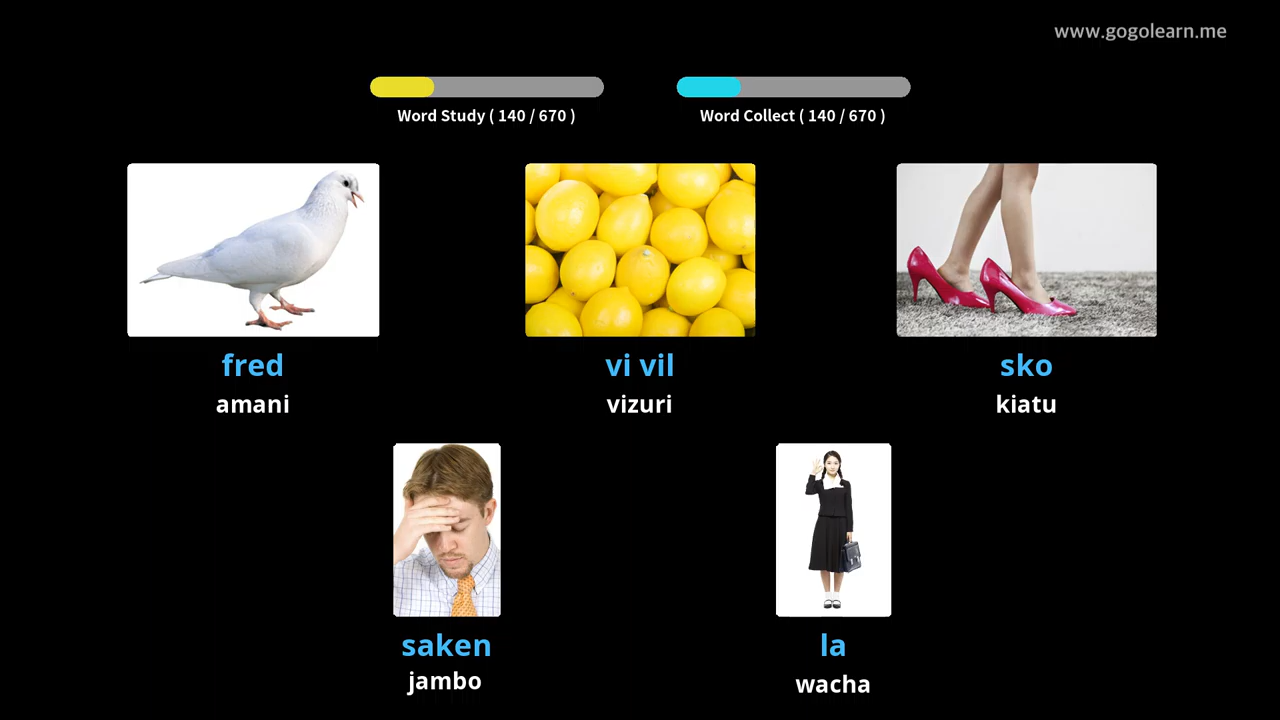 www.gogolearn.me
Word Study ( 140 / 670 )
Word Collect ( 140 / 670 )
fred
amani
vi vil
vizuri
sko
kiatu
saken
jambo
la
wacha